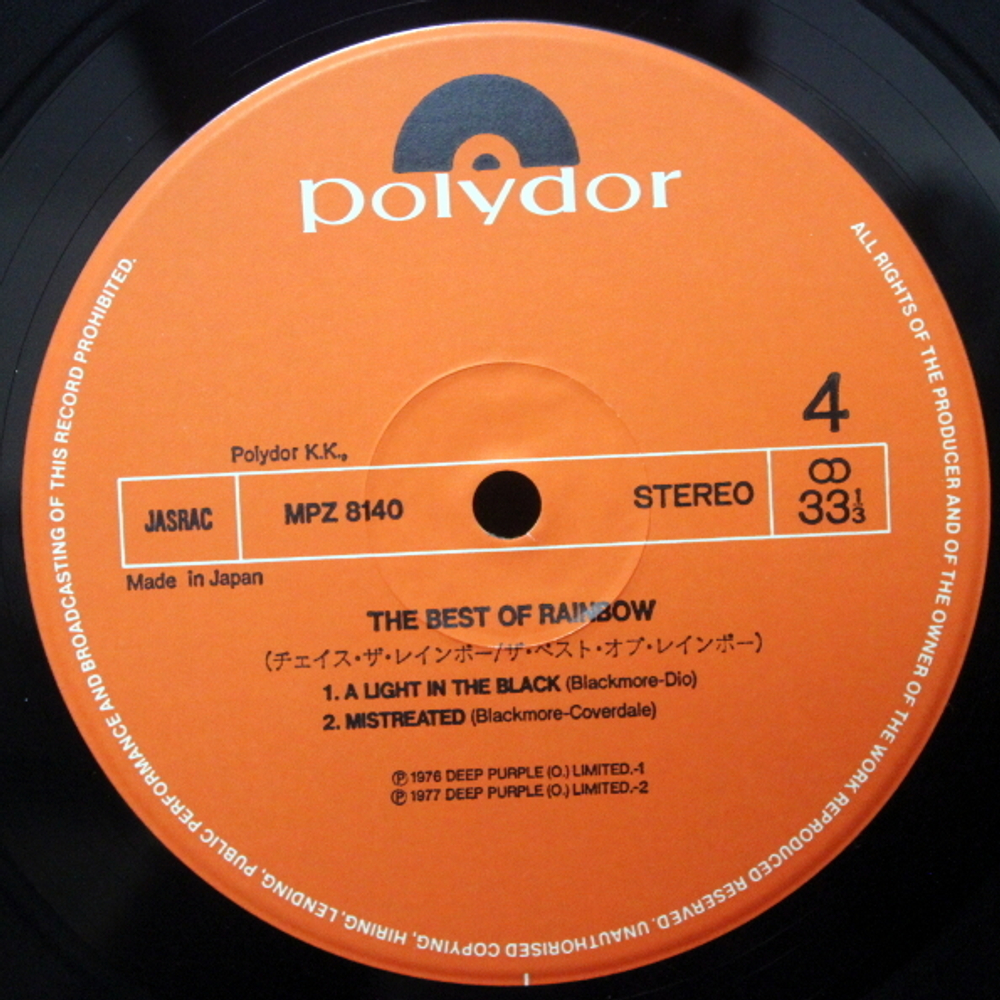 polydor
4
Polydor K.K.
JASRAC
MPZ 8140
STEREO
33 1/3
Made in Japan
THE BEST OF RAINBOW
(チェイス・ザ・レインボー/ザ・ベスト・オブ・レインボー)
1. A LIGHT IN THE BLACK (Blackmore-Dio)
2. MISTREATED (Blackmore-Coverdale)
Ⓟ 1976 DEEP PURPLE (O.) LIMITED.-1
Ⓟ 1977 DEEP PURPLE (O.) LIMITED.-2
ALL RIGHTS OF THE PRODUCER AND OF THE OWNER OF THE WORK REPRODUCED RESERVED. UNAUTHORISED COPYING, HIRING, LENDING, PUBLIC PERFORMANCE AND BROADCASTING OF THIS RECORD PROHIBITED.